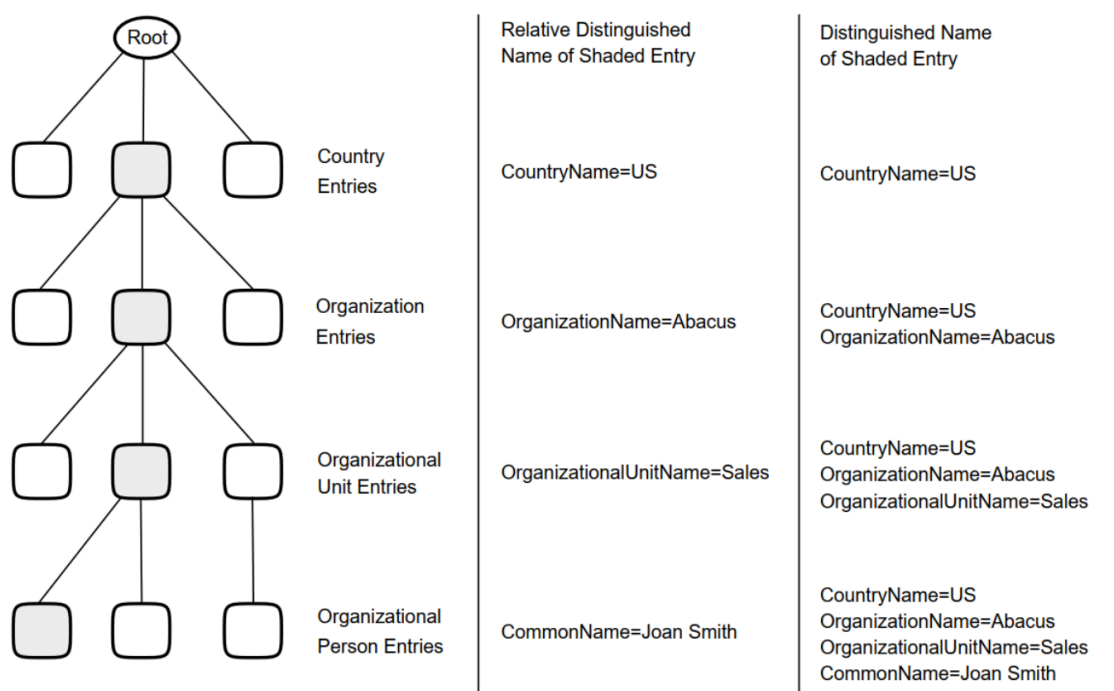 Root
Relative Distinguished
Name of Shaded Entry
Distinguished Name
of Shaded Entry
Country
Entries
CountryName=US
CountryName=US
Organization
Entries
OrganizationName=Abacus
CountryName=US
OrganizationName=Abacus
Organizational
Unit Entries
OrganizationalUnitName=Sales
CountryName=US
OrganizationName=Abacus
OrganizationalUnitName=Sales
Organizational
Person Entries
CommonName=Joan Smith
CountryName=US
OrganizationName=Abacus
OrganizationalUnitName=Sales
CommonName=Joan Smith